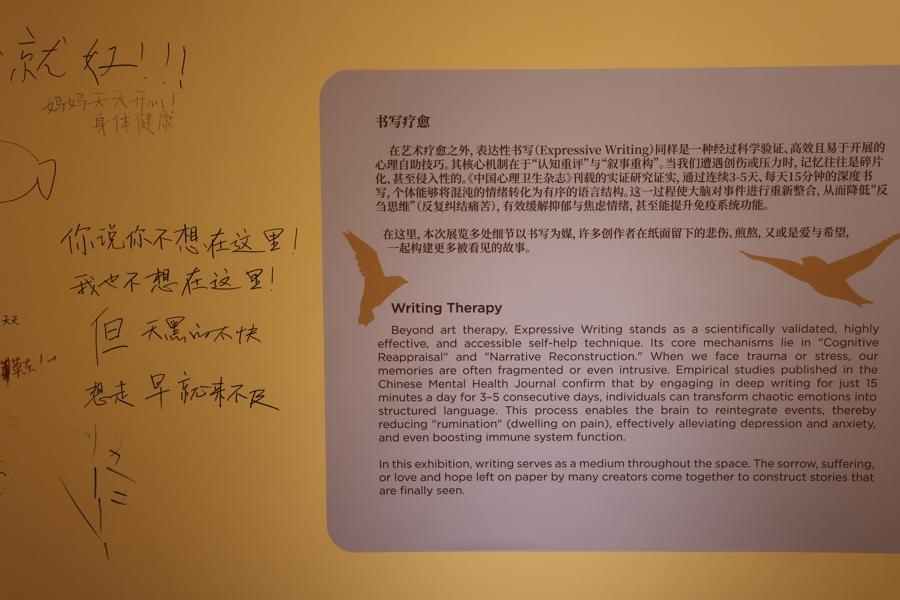 就好!!!
妈妈天天开心!
身体健康
你说你不想在这里!
我也不想在这里!
但 天黑的不快
想走 早就来不及
天天
书写疗愈
在艺术疗愈之外, 表达性书写(Expressive Writing)同样是一种经过科学验证、高效且易于开展的
心理自助技巧。其核心机制在于“认知重评”与“叙事重构”。当我们遭遇创伤或压力时, 记忆往往是碎片
化、甚至侵入性的。《中国心理卫生杂志》刊载的实证研究证实, 通过连续3-5天、每天15分钟的深度书
写, 个体能够将混沌的情绪转化为有序的语言结构。这一过程使大脑对事件进行重新整合, 从而降低“反
刍思维”(反复纠结痛苦), 有效缓解抑郁与焦虑情绪, 甚至能提升免疫系统功能。
在这里, 本次展览多处细节以书写为媒, 许多创作者在纸面留下的悲伤、煎熬, 又或是爱与希望,
一起构建更多被看见的故事。
Writing Therapy
Beyond art therapy, Expressive Writing stands as a scientifically validated, highly
effective, and accessible self-help technique. Its core mechanisms lie in "Cognitive
Reappraisal" and "Narrative Reconstruction." When we face trauma or stress, our
memories are often fragmented or even intrusive. Empirical studies published in the
Chinese Mental Health Journal confirm that by engaging in deep writing for just 15
minutes a day for 3–5 consecutive days, individuals can transform chaotic emotions into
structured language. This process enables the brain to reintegrate events, thereby
reducing "rumination" (dwelling on pain), effectively alleviating depression and anxiety,
and even boosting immune system function.
In this exhibition, writing serves as a medium throughout the space. The sorrow, suffering,
or love and hope left on paper by many creators come together to construct stories that
are finally seen.